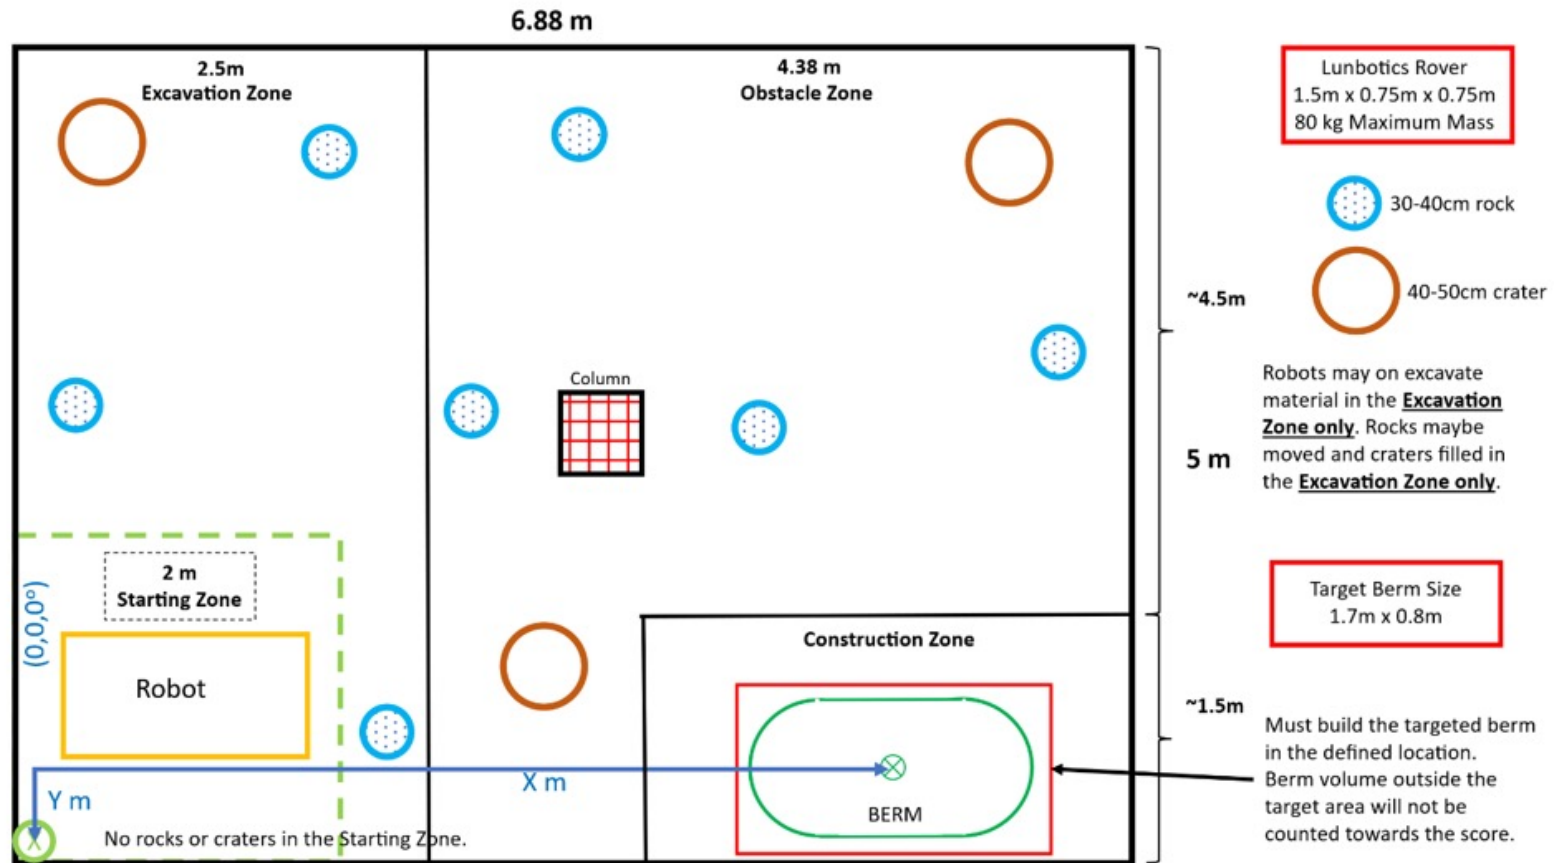 6.88 m
2.5m
Excavation Zone
4.38 m
Obstacle Zone
Lunbotics Rover
1.5m x 0.75m x 0.75m
80 kg Maximum Mass
30-40cm rock
~4.5m
40-50cm crater
Column
Robots may on excavate
material in the Excavation
Zone only. Rocks maybe
moved and craters filled in
the Excavation Zone only.
5 m
2 m
Starting Zone
(0,0,0°)
Robot
Construction Zone
Target Berm Size
1.7m x 0.8m
~1.5m
Must build the targeted berm
in the defined location.
Berm volume outside the
target area will not be
counted towards the score.
X m
Y m
BERM
X
No rocks or craters in the Starting Zone.